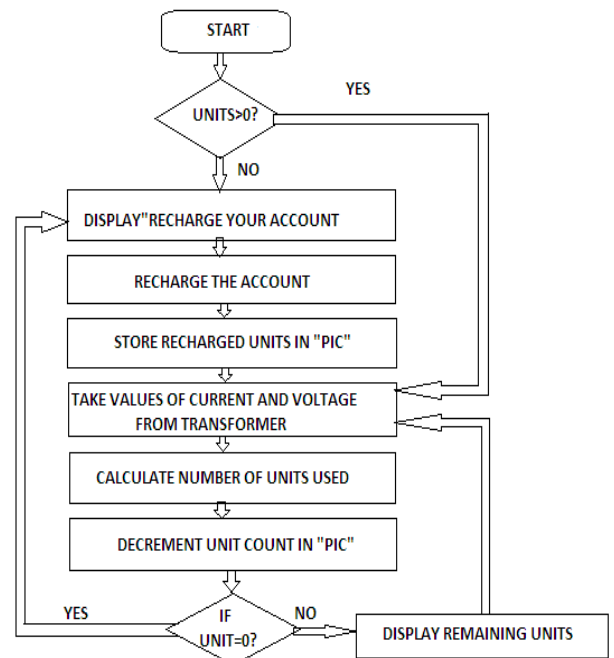 START
YES
UNITS>0?
NO
DISPLAY"RECHARGE YOUR ACCOUNT
RECHARGE THE ACCOUNT
STORE RECHARGED UNITS IN "PIC"
TAKE VALUES OF CURRENT AND VOLTAGE
FROM TRANSFORMER
CALCULATE NUMBER OF UNITS USED
DECREMENT UNIT COUNT IN "PIC"
YES
IF
UNIT=0?
NO
DISPLAY REMAINING UNITS